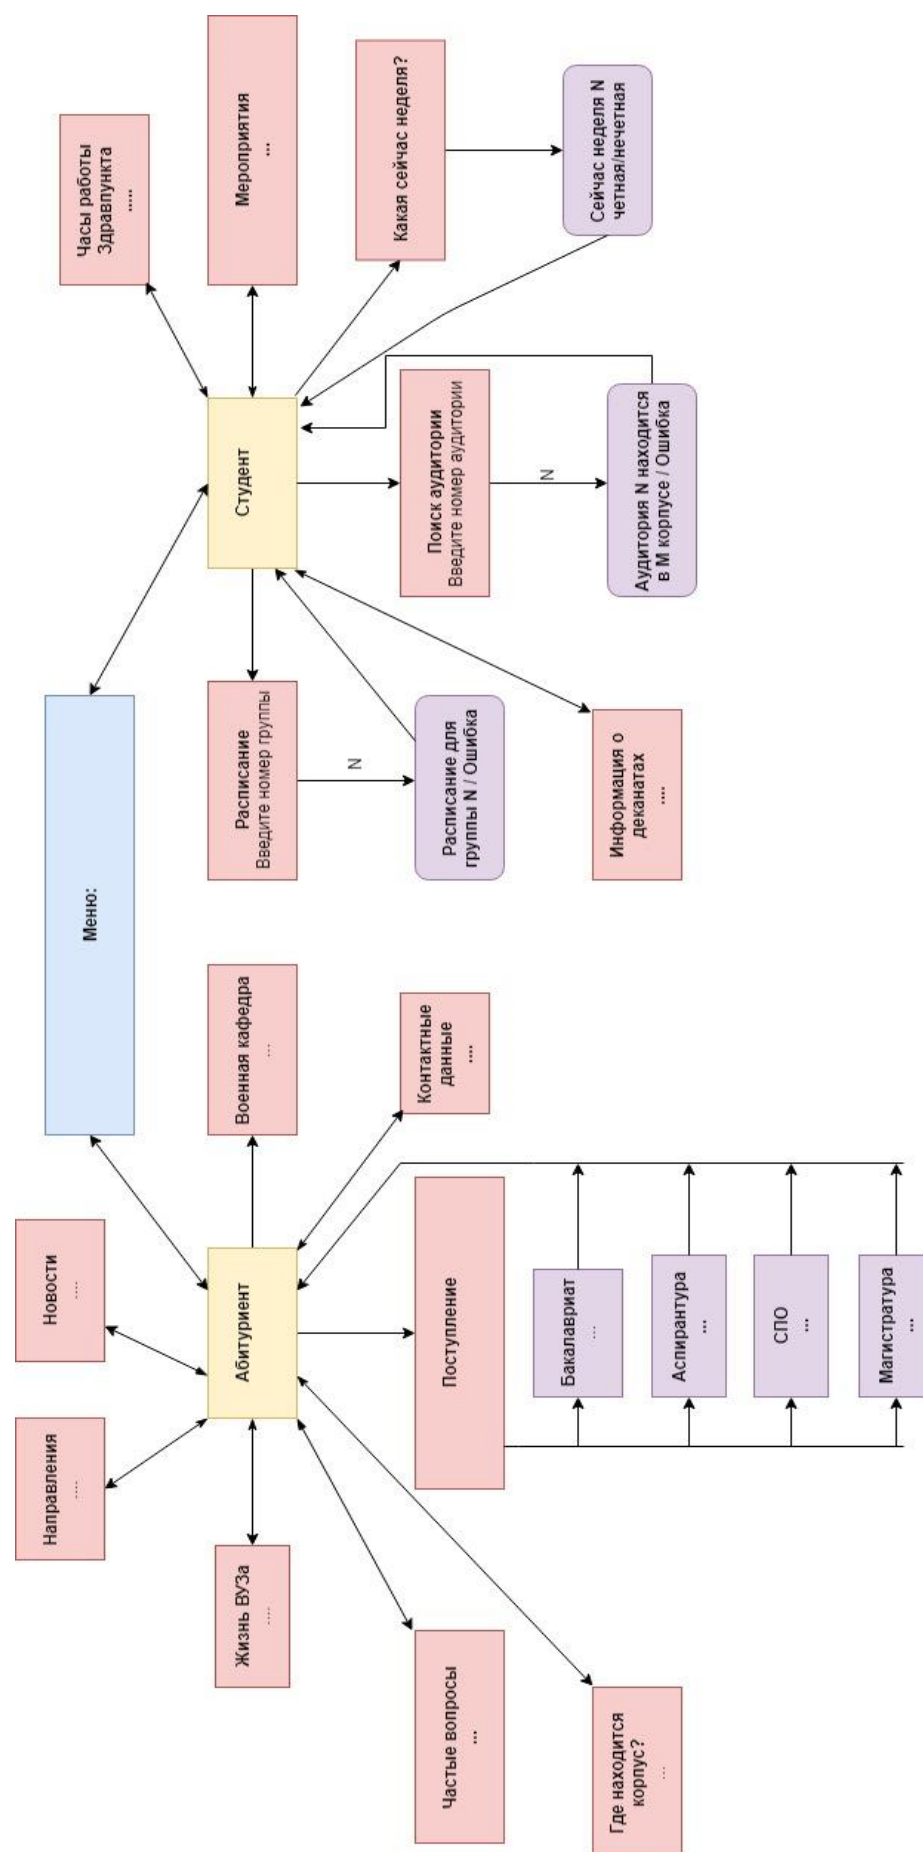 Меню:
Новости
....
Направления
....
Абитуриент
Военная кафедра
...
Жизнь ВУЗа
....
Контактные
данные
....
Поступление
Частые вопросы
...
Бакалавриат
...
Аспирантура
...
СПО
...
Магистратура
...
Где находится
корпус?
...
Часы работы
Здравпункта
.....
Студент
Мероприятия
...
Расписание
Введите номер группы
N
Расписание для
группы N / Ошибка
Какая сейчас неделя?
Сейчас неделя N
четная/нечетная
Поиск аудитории
Введите номер аудитории
N
Аудитория N находится
в M корпусе / Ошибка
Информация о
деканатах
....